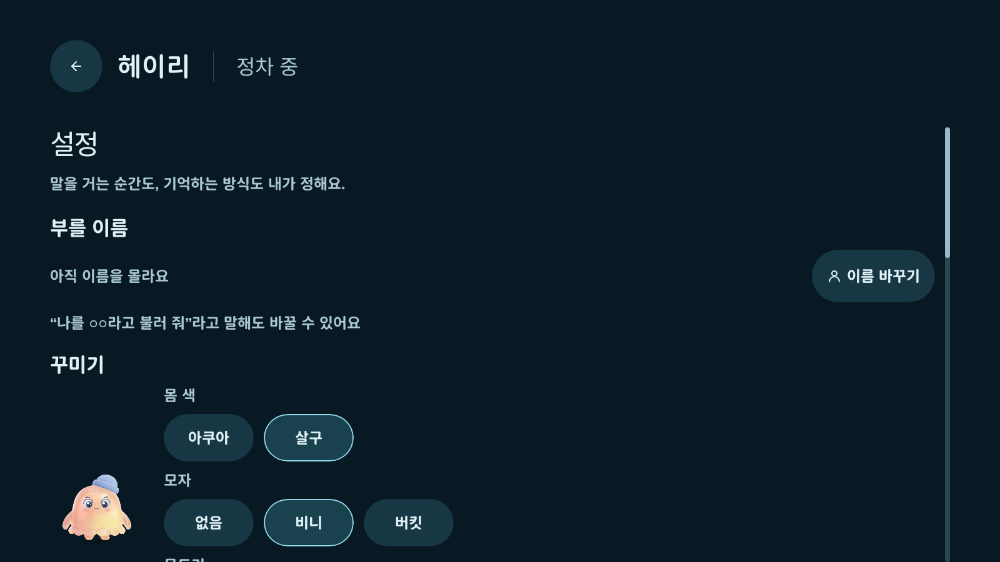 헤이리
정차 중
설정
말을 거는 순간도, 기억하는 방식도 내가 정해요.
부를 이름
아직 이름을 몰라요
이름 바꾸기
“나를 ○○라고 불러 줘”라고 말해도 바꿀 수 있어요
꾸미기
몸 색
아쿠아
살구
모자
없음
비니
버킷